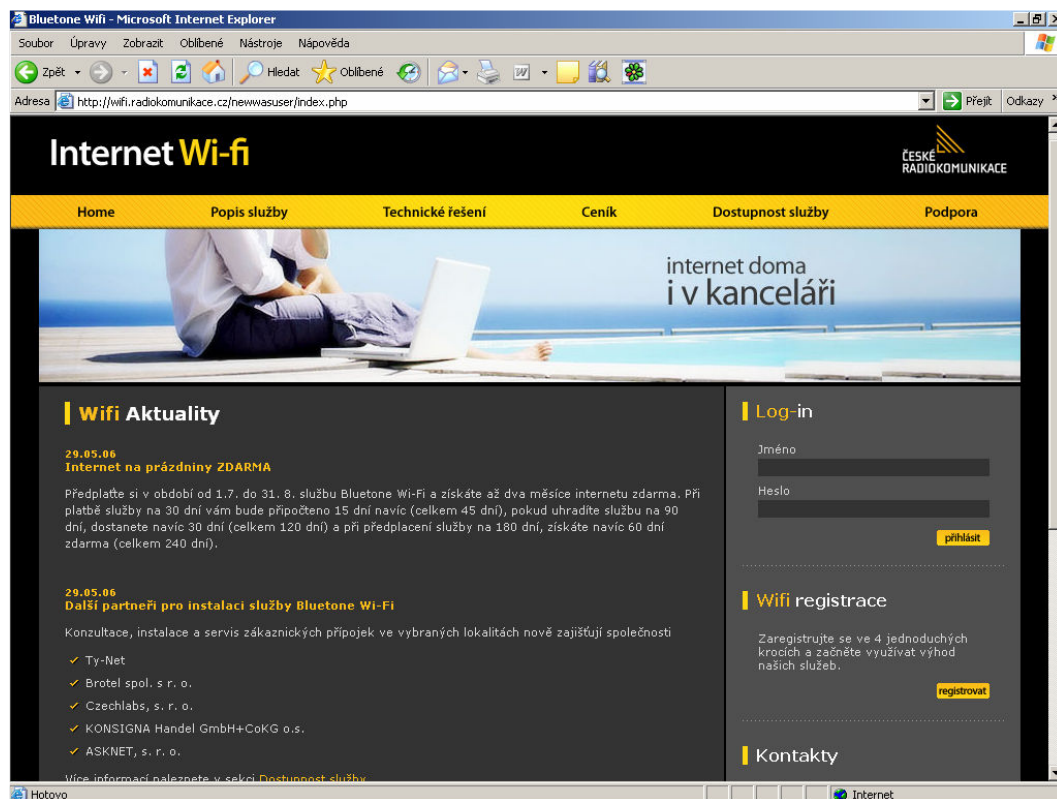 Bluetone Wifi - Microsoft Internet Explorer
Soubor Úpravy Zobrazit Oblíbené Nástroje Nápověda
Zpět Hledat Oblíbené
Adresa http://wifi.radiokomunikace.cz/newwasuser/index.php Přejít Odkazy
Internet Wi-fi
ČESKÉ
RADIOKOMUNIKACE
Home Popis služby Technické řešení Ceník Dostupnost služby Podpora
internet doma
i v kanceláři
Wifi Aktuality
29.05.06
Internet na prázdniny ZDARMA
Předplaťte si v období od 1.7. do 31. 8. službu Bluetone Wi-Fi a získáte až dva měsíce internetu zdarma. Při
platbě služby na 30 dní vám bude připočteno 15 dní navíc (celkem 45 dní), pokud uhradíte službu na 90
dní, dostanete navíc 30 dní (celkem 120 dní) a při předplacení služby na 180 dní, získáte navíc 60 dní
zdarma (celkem 240 dní).
29.05.06
Další partneři pro instalaci služby Bluetone Wi-Fi
Konzultace, instalace a servis zákaznických přípojek ve vybraných lokalitách nově zajišťují společnosti
Ty-Net
Brotel spol. s r. o.
Czechlabs, s. r. o.
KONSIGNA Handel GmbH+CoKG o.s.
ASKNET, s. r. o.
Více informací naleznete v sekci Dostupnost služby
Log-in
Jméno
Heslo
přihlásit
Wifi registrace
Zaregistrujte se ve 4 jednoduchých
krocích a začněte využívat výhod
našich služeb.
registrovat
Kontakty
Hotovo Internet